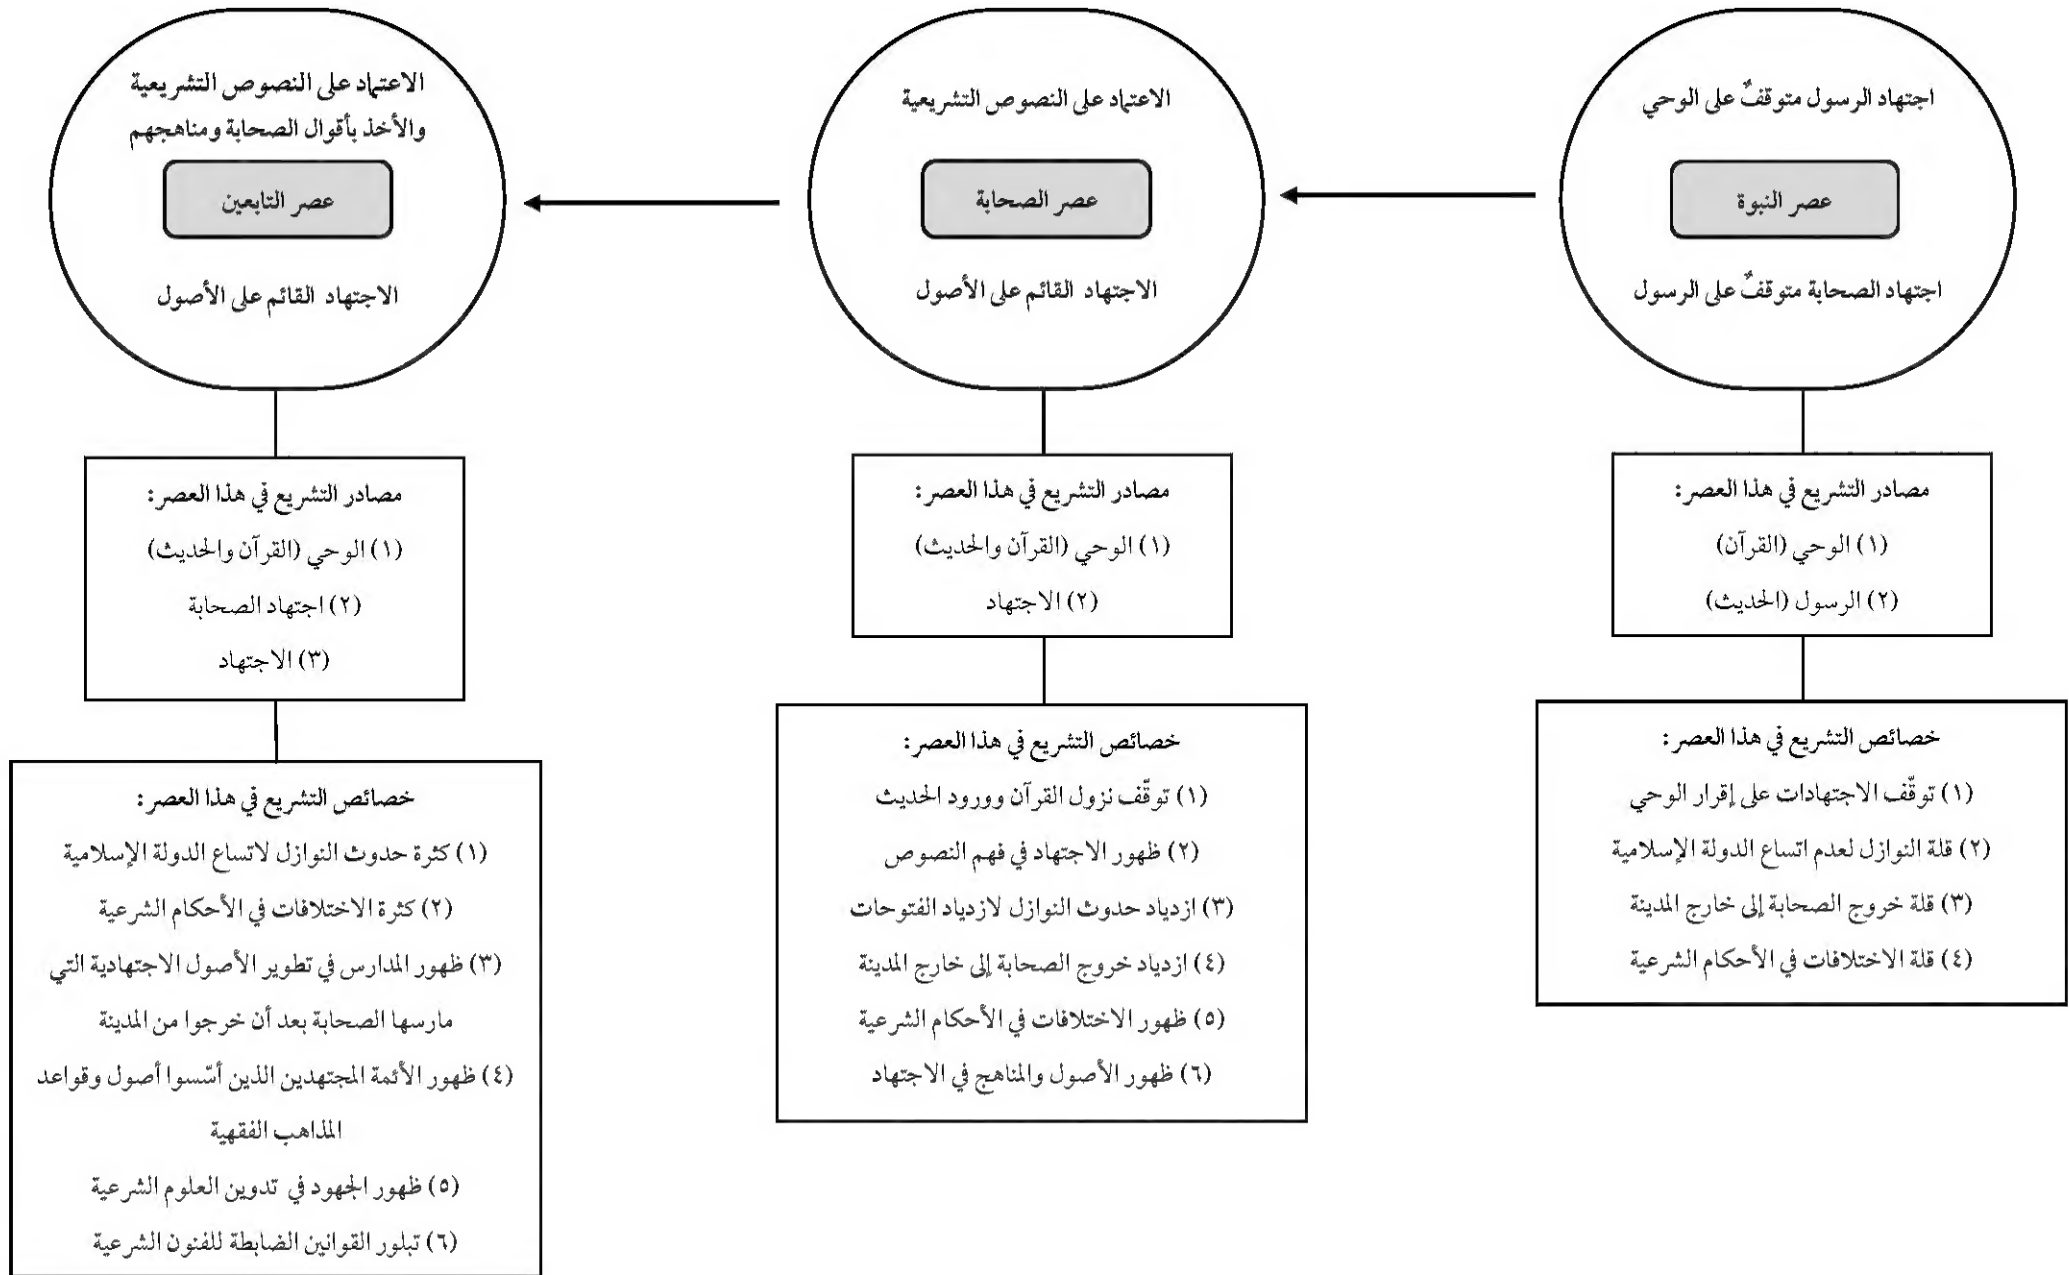 اجتهاد الرسول متوقفٌ على الوحي
عصر النبوة
اجتهاد الصحابة متوقفٌ على الرسول
مصادر التشريع في هذا العصر:
(١) الوحي (القرآن)
(٢) الرسول (الحديث)
خصائص التشريع في هذا العصر:
(١) توقّف الاجتهادات على إقرار الوحي
(٢) قلة النوازل لعدم اتساع الدولة الإسلامية
(٣) قلة خروج الصحابة إلى خارج المدينة
(٤) قلة الاختلافات في الأحكام الشرعية
الاعتماد على النصوص التشريعية
عصر الصحابة
الاجتهاد القائم على الأصول
مصادر التشريع في هذا العصر:
(١) الوحي (القرآن والحديث)
(٢) الاجتهاد
خصائص التشريع في هذا العصر:
(١) توقّف نزول القرآن وورود الحديث
(٢) ظهور الاجتهاد في فهم النصوص
(٣) ازدياد حدوث النوازل لازدياد الفتوحات
(٤) ازدياد خروج الصحابة إلى خارج المدينة
(٥) ظهور الاختلافات في الأحكام الشرعية
(٦) ظهور الأصول والمناهج في الاجتهاد
الاعتماد على النصوص التشريعية
والأخذ بأقوال الصحابة ومناهجهم
عصر التابعين
الاجتهاد القائم على الأصول
مصادر التشريع في هذا العصر:
(١) الوحي (القرآن والحديث)
(٢) اجتهاد الصحابة
(٣) الاجتهاد
خصائص التشريع في هذا العصر:
(١) كثرة حدوث النوازل لاتساع الدولة الإسلامية
(٢) كثرة الاختلافات في الأحكام الشرعية
(٣) ظهور المدارس في تطوير الأصول الاجتهادية التي
مارسها الصحابة بعد أن خرجوا من المدينة
(٤) ظهور الأئمة المجتهدين الذين أسّسوا أصول وقواعد
المذاهب الفقهية
(٥) ظهور الجهود في تدوين العلوم الشرعية
(٦) تبلور القوانين الضابطة للفنون الشرعية